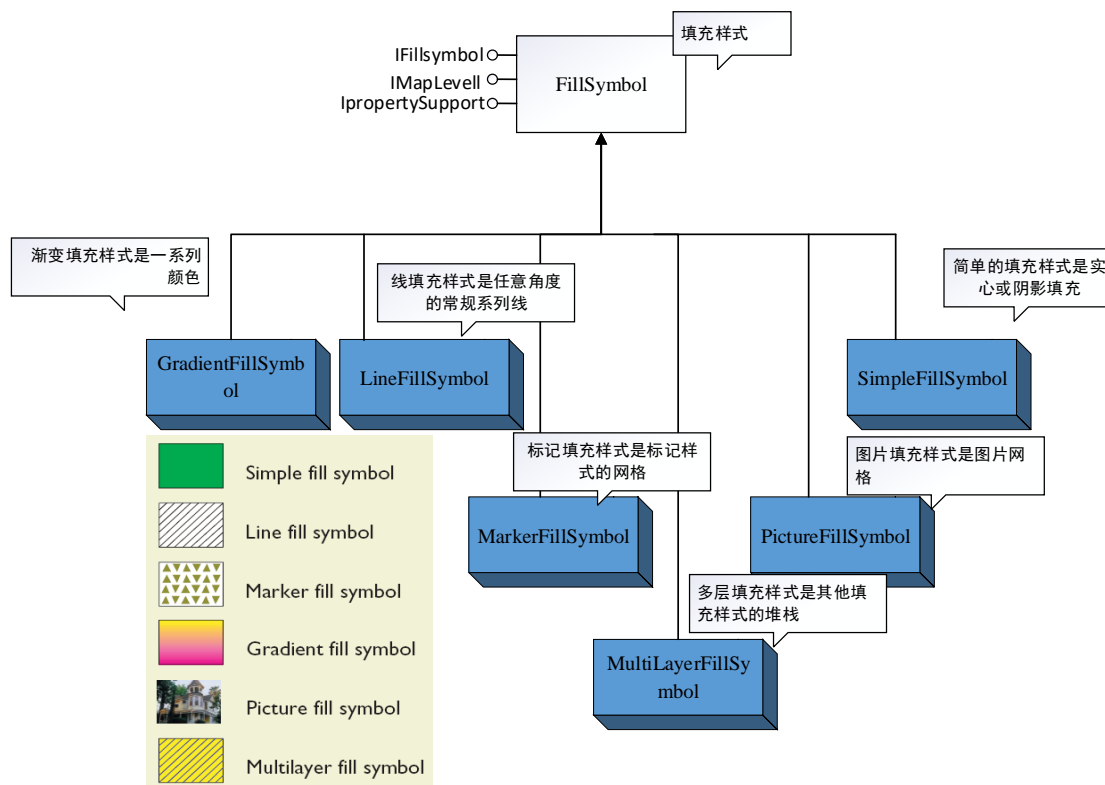 填充样式
IFillsymbol
IMapLevell
IpropertySupport
FillSymbol
渐变填充样式是一系列
颜色
线填充样式是任意角度
的常规系列线
简单的填充样式是实
心或阴影填充
GradientFillSymb
ol
LineFillSymbol
SimpleFillSymbol
标记填充样式是标记样
式的网格
图片填充样式是图片网
格
MarkerFillSymbol
PictureFillSymbol
多层填充样式是其他填
充样式的堆栈
MultiLayerFillSy
mbol
Simple fill symbol
Line fill symbol
Marker fill symbol
Gradient fill symbol
Picture fill symbol
Multilayer fill symbol